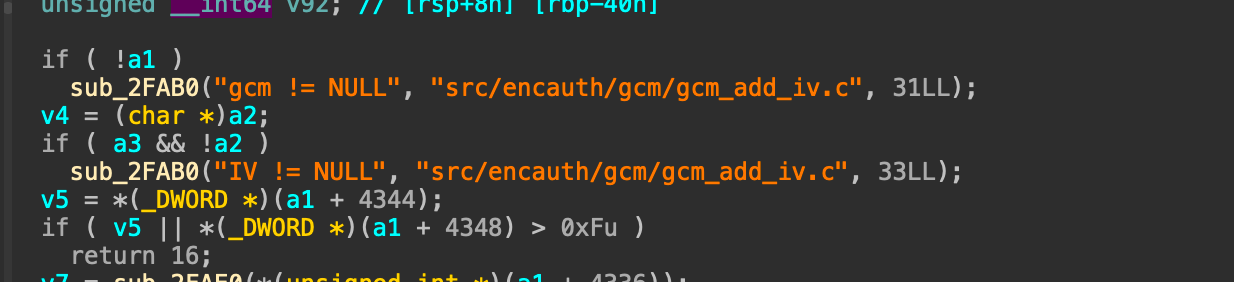 unsigned __int64 v92; // [rsp+8h] [rbp-40h]
if ( !a1 )
sub_2FAB0("gcm != NULL", "src/encauth/gcm/gcm_add_iv.c", 31LL);
v4 = (char *)a2;
if ( a3 && !a2 )
sub_2FAB0("IV != NULL", "src/encauth/gcm/gcm_add_iv.c", 33LL);
v5 = *(_DWORD *)(a1 + 4344);
if ( v5 || *(_DWORD *)(a1 + 4348) > 0xFu )
return 16;
v7 = sub_2FAE0(*(unsigned int *)(a1 + 4336));